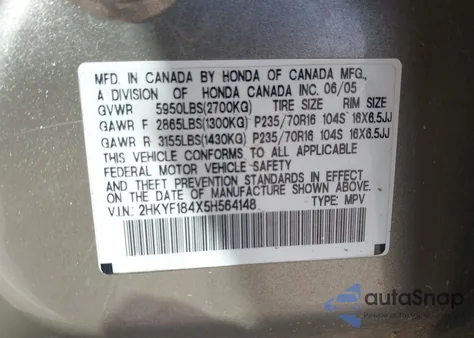 MFD. IN CANADA BY HONDA OF CANADA MFG.,
A DIVISION OF HONDA CANADA INC. 06/05
GVWR 5950LBS(2700KG) TIRE SIZE RIM SIZE
GAWR F 2865LBS(1300KG) P235/70R16 104S 16X6.5JJ
GAWR R 3155LBS(1430KG) P235/70R16 104S 16X6.5JJ
THIS VEHICLE CONFORMS TO ALL APPLICABLE
FEDERAL MOTOR VEHICLE SAFETY
AND THEFT PREVENTION STANDARDS IN EFFECT
ON THE DATE OF MANUFACTURE SHOWN ABOVE.
V.I.N.: 2HKYF184X5H564148 TYPE: MPV
autoSnap